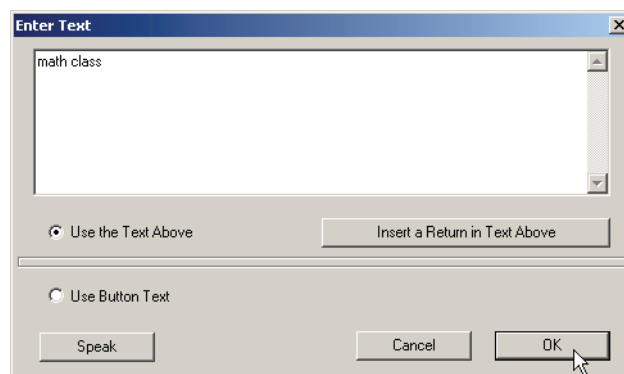 Enter Text
math class
Use the Text Above
Insert a Return in Text Above
Use Button Text
Speak
Cancel
OK